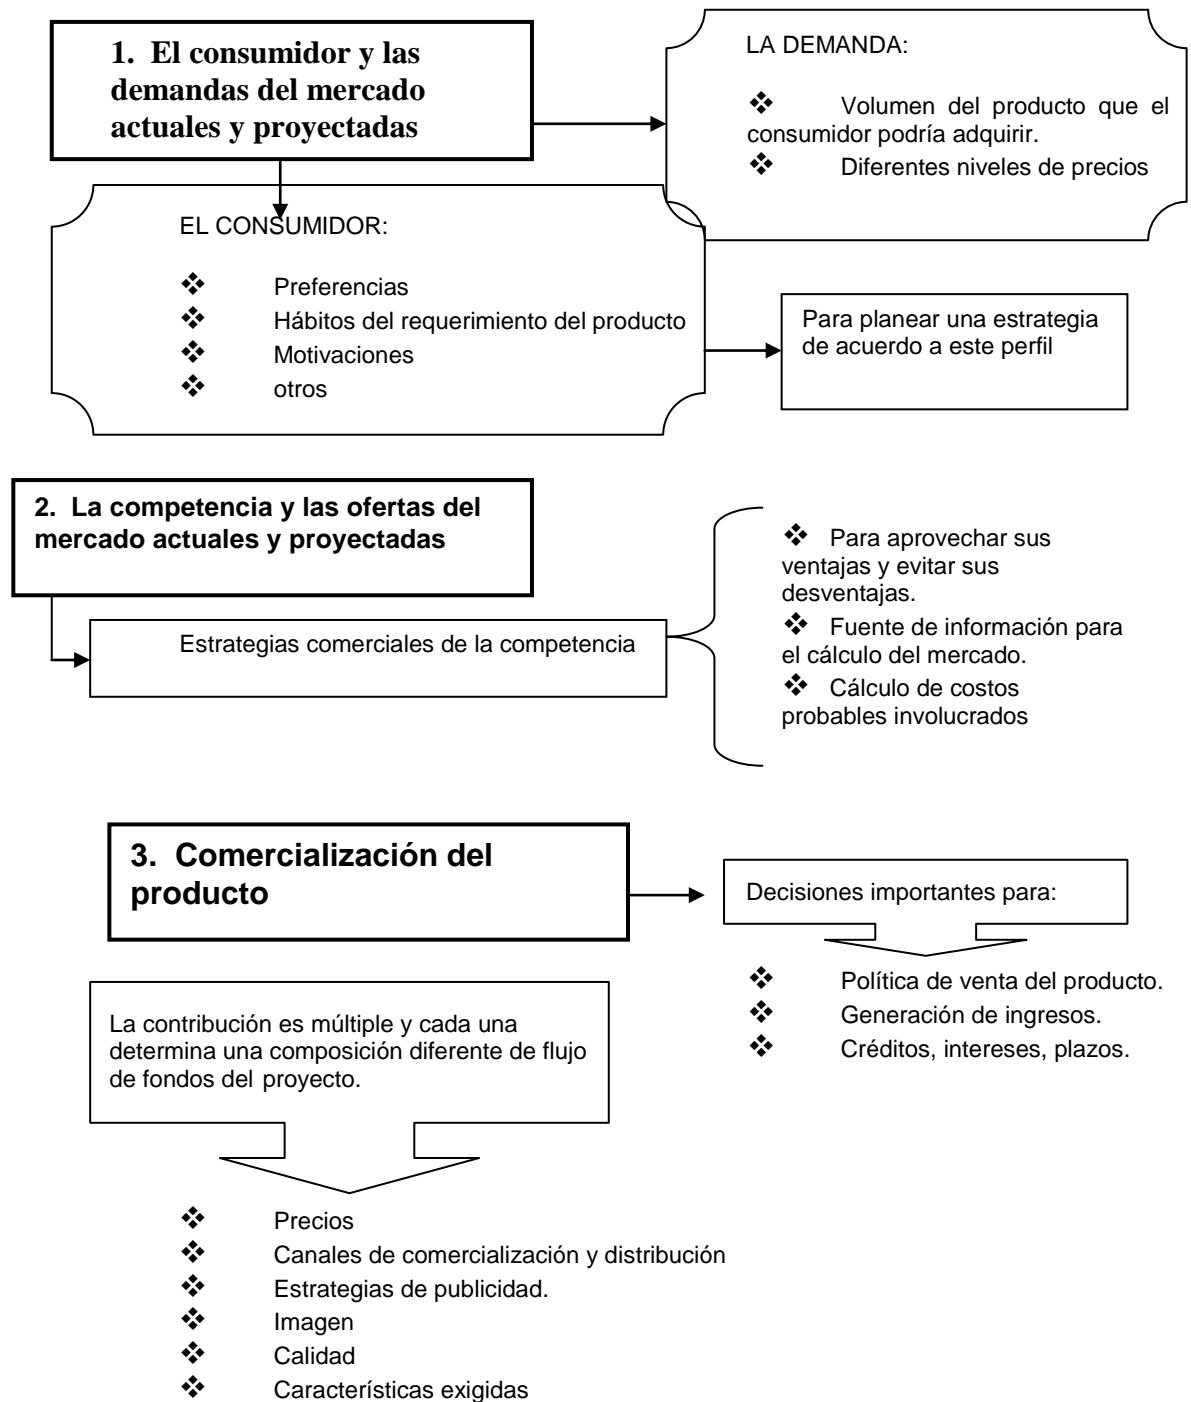 1. El consumidor y las
demandas del mercado
actuales y proyectadas
LA DEMANDA:
❖ Volumen del producto que el
consumidor podría adquirir.
❖ Diferentes niveles de precios
EL CONSUMIDOR:
❖ Preferencias
❖ Hábitos del requerimiento del producto
❖ Motivaciones
❖ otros
Para planear una estrategia
de acuerdo a este perfil
2. La competencia y las ofertas del
mercado actuales y proyectadas
Estrategias comerciales de la competencia
❖ Para aprovechar sus
ventajas y evitar sus
desventajas.
❖ Fuente de información para
el cálculo del mercado.
❖ Cálculo de costos
probables involucrados
3. Comercialización del
producto
Decisiones importantes para:
❖ Política de venta del producto.
❖ Generación de ingresos.
❖ Créditos, intereses, plazos.
La contribución es múltiple y cada una
determina una composición diferente de flujo
de fondos del proyecto.
❖ Precios
❖ Canales de comercialización y distribución
❖ Estrategias de publicidad.
❖ Imagen
❖ Calidad
❖ Características exigidas